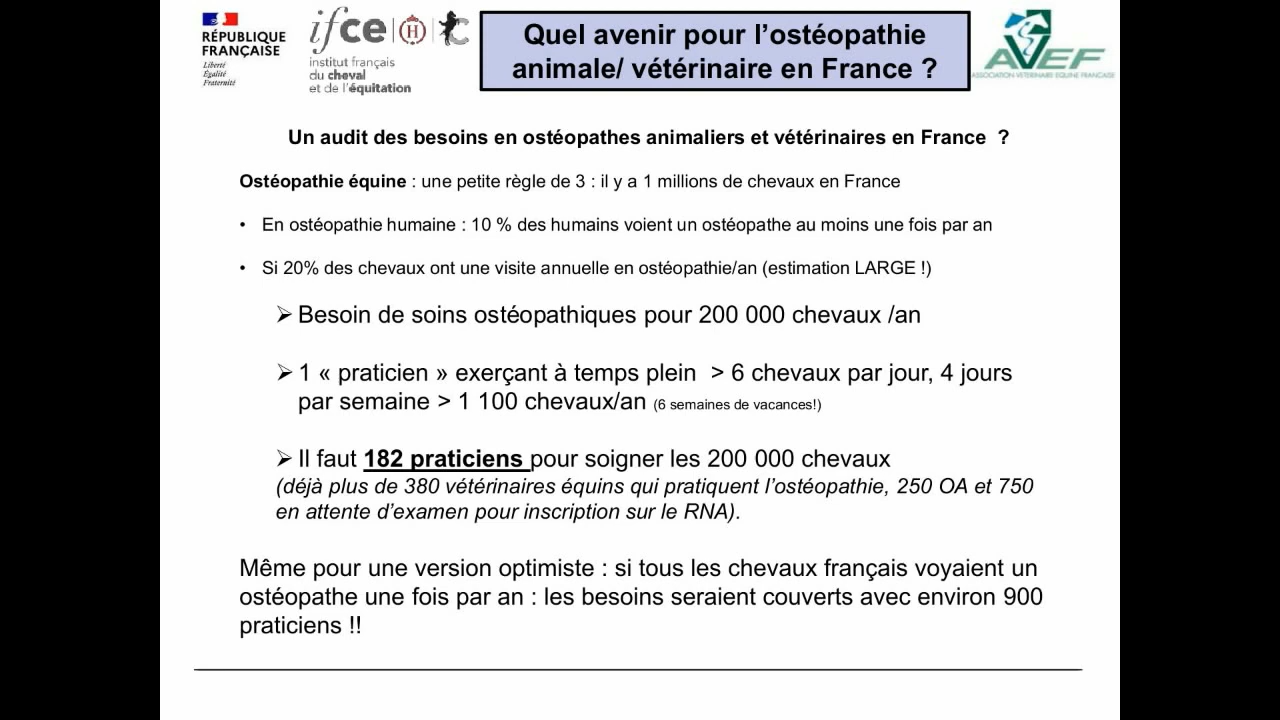 RÉPUBLIQUE
FRANÇAISE
Liberté
Égalité
Fraternité
ifce
H
institut français
du cheval
et de l'équitation
Quel avenir pour l'ostéopathie
animale/ vétérinaire en France ?
AVEF
ASSOCIATION VETERINAIRE EQUINE FRANCAISE
Un audit des besoins en ostéopathes animaliers et vétérinaires en France ?
Ostéopathie équine : une petite règle de 3 : il y a 1 millions de chevaux en France
• En ostéopathie humaine : 10 % des humains voient un ostéopathe au moins une fois par an
• Si 20% des chevaux ont une visite annuelle en ostéopathie/an (estimation LARGE !)
➢ Besoin de soins ostéopathiques pour 200 000 chevaux /an
➢ 1 « praticien » exerçant à temps plein > 6 chevaux par jour, 4 jours
par semaine > 1 100 chevaux/an (6 semaines de vacances!)
➢ Il faut 182 praticiens pour soigner les 200 000 chevaux
(déjà plus de 380 vétérinaires équins qui pratiquent l'ostéopathie, 250 OA et 750
en attente d'examen pour inscription sur le RNA).
Même pour une version optimiste : si tous les chevaux français voyaient un
ostéopathe une fois par an : les besoins seraient couverts avec environ 900
praticiens !!